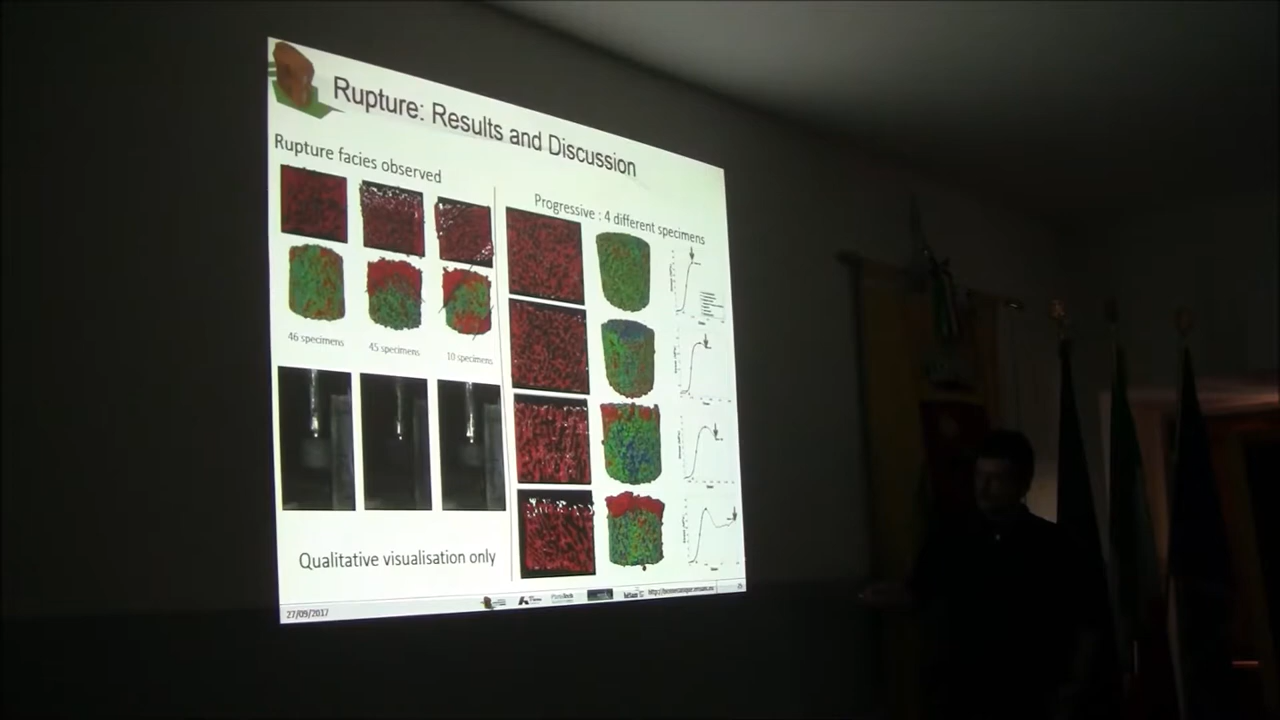 Rupture: Results and Discussion
Rupture facies observed
46 specimens
45 specimens
10 specimens
Qualitative visualisation only
Progressive : 4 different specimens
27/09/2017